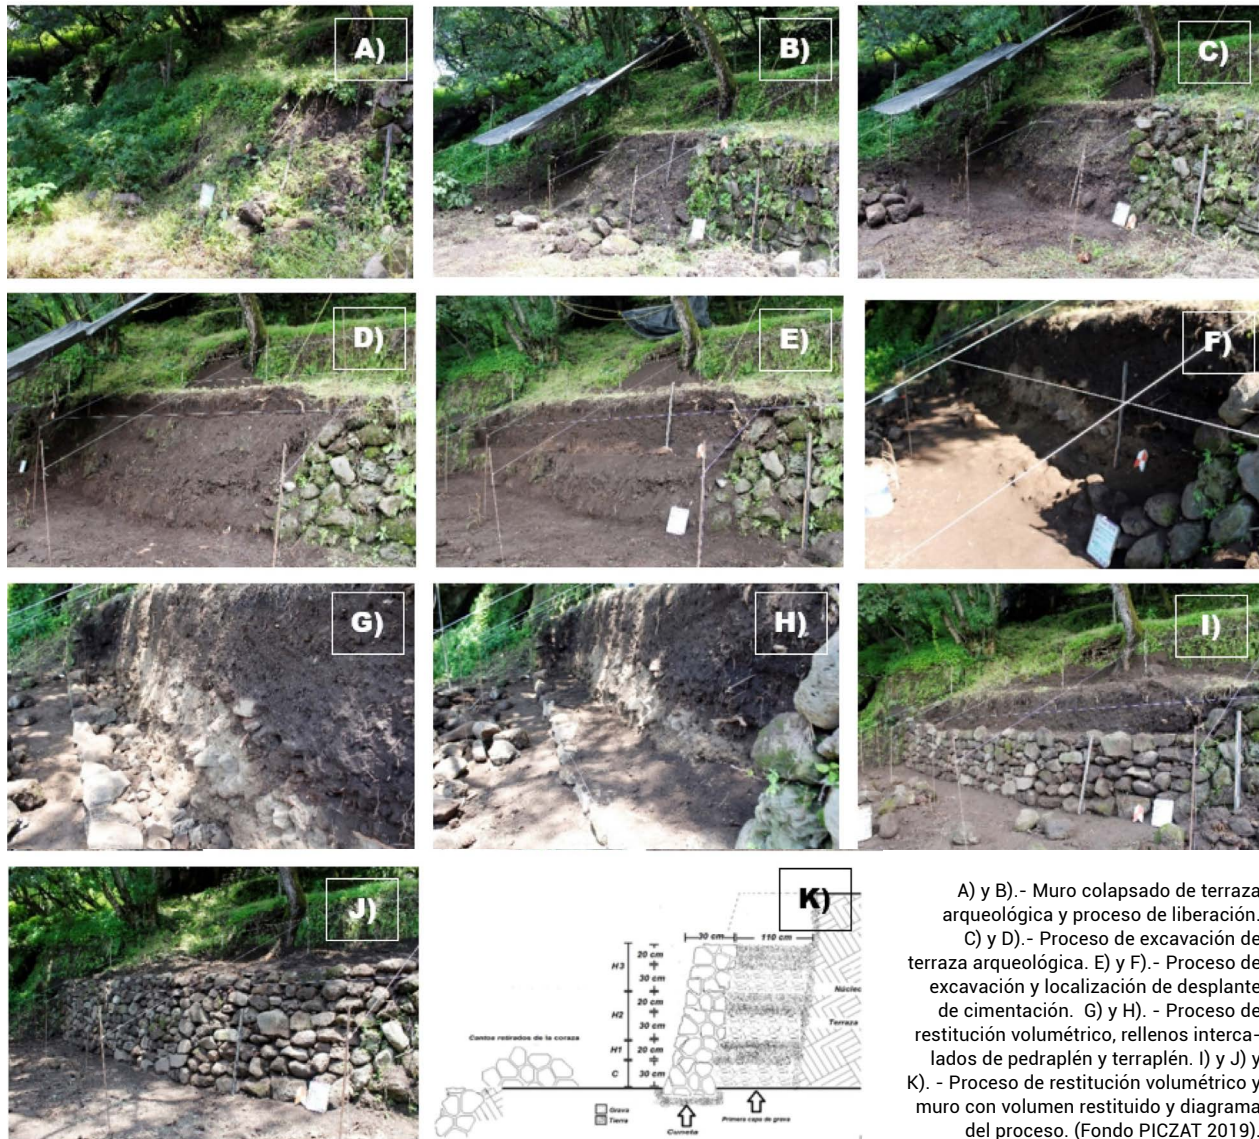 A)
B)
C)
D)
E)
F)
G)
H)
I)
J)
K)
30 cm
110 cm
20 cm
H3
30 cm
20 cm
H2
30 cm
H1
20 cm
C
30 cm
Núcleo
Terraza
Cantos retirados de la coraza
Grava
Tierra
Cuneta
Primera capa de grava
A) y B).- Muro colapsado de terraza
arqueológica y proceso de liberación.
C) y D).- Proceso de excavación de
terraza arqueológica. E) y F).- Proceso de
excavación y localización de desplante
de cimentación. G) y H). - Proceso de
restitución volumétrico, rellenos interca-
lados de pedraplén y terraplén. I) y J) y
K). - Proceso de restitución volumétrico y
muro con volumen restituido y diagrama
del proceso. (Fondo PICZAT 2019).